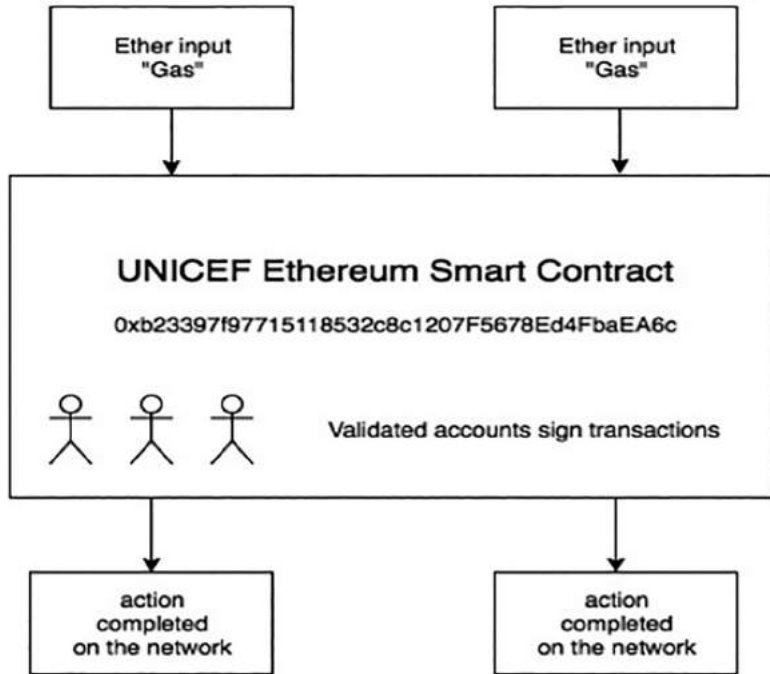 Ether input
"Gas"
Ether input
"Gas"
UNICEF Ethereum Smart Contract
0xb23397f97715118532c8c1207F5678Ed4FbaEA6c
Validated accounts sign transactions
action
completed
on the network
action
completed
on the network